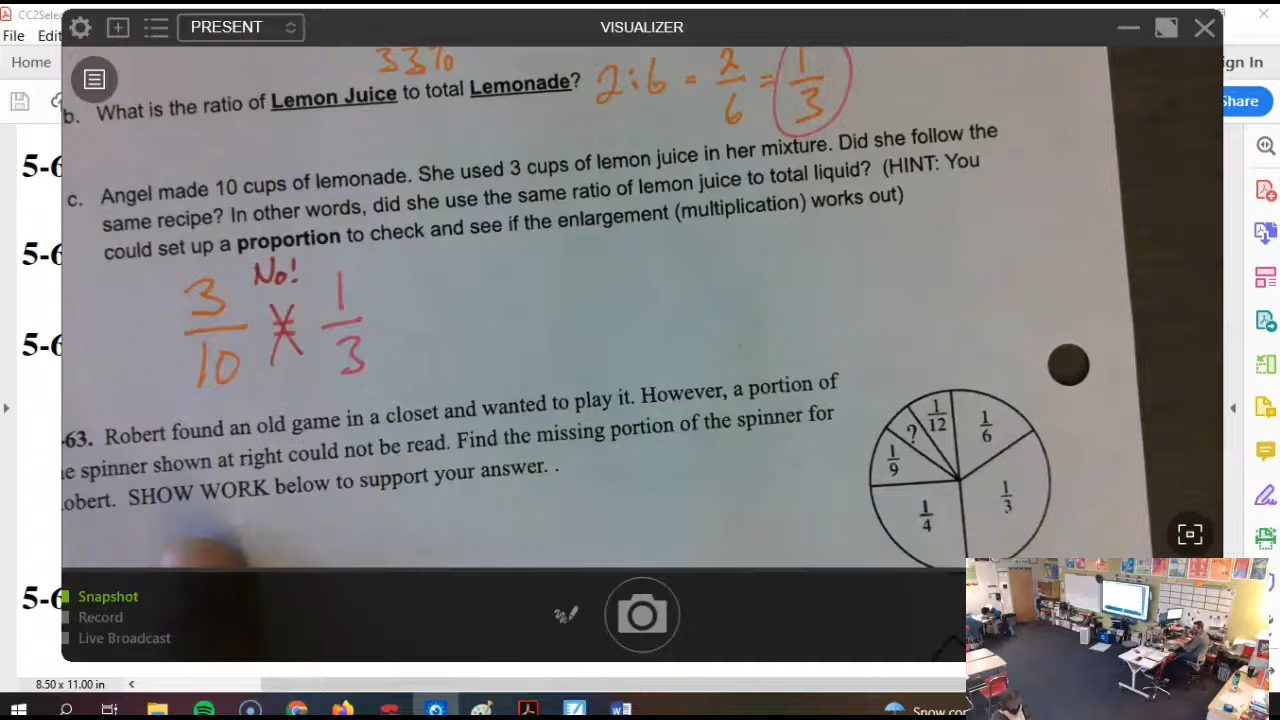 CC2Sele
File Edi
Home
PRESENT
VISUALIZER
gn In
Share
33%
b. What is the ratio of Lemon Juice to total Lemonade? 2:6 = 2/6 = 1/3
c. Angel made 10 cups of lemonade. She used 3 cups of lemon juice in her mixture. Did she follow the
same recipe? In other words, did she use the same ratio of lemon juice to total liquid? (HINT: You
could set up a proportion to check and see if the enlargement (multiplication) works out)
No!
3/10 ≠ 1/3
-63. Robert found an old game in a closet and wanted to play it. However, a portion of
e spinner shown at right could not be read. Find the missing portion of the spinner for
obert. SHOW WORK below to support your answer. .
1/12
1/6
?
1/9
1/3
1/4
5-6
5-6
5-6
5-6
Snapshot
Record
Live Broadcast
8.50 x 11.00 in
Snow co